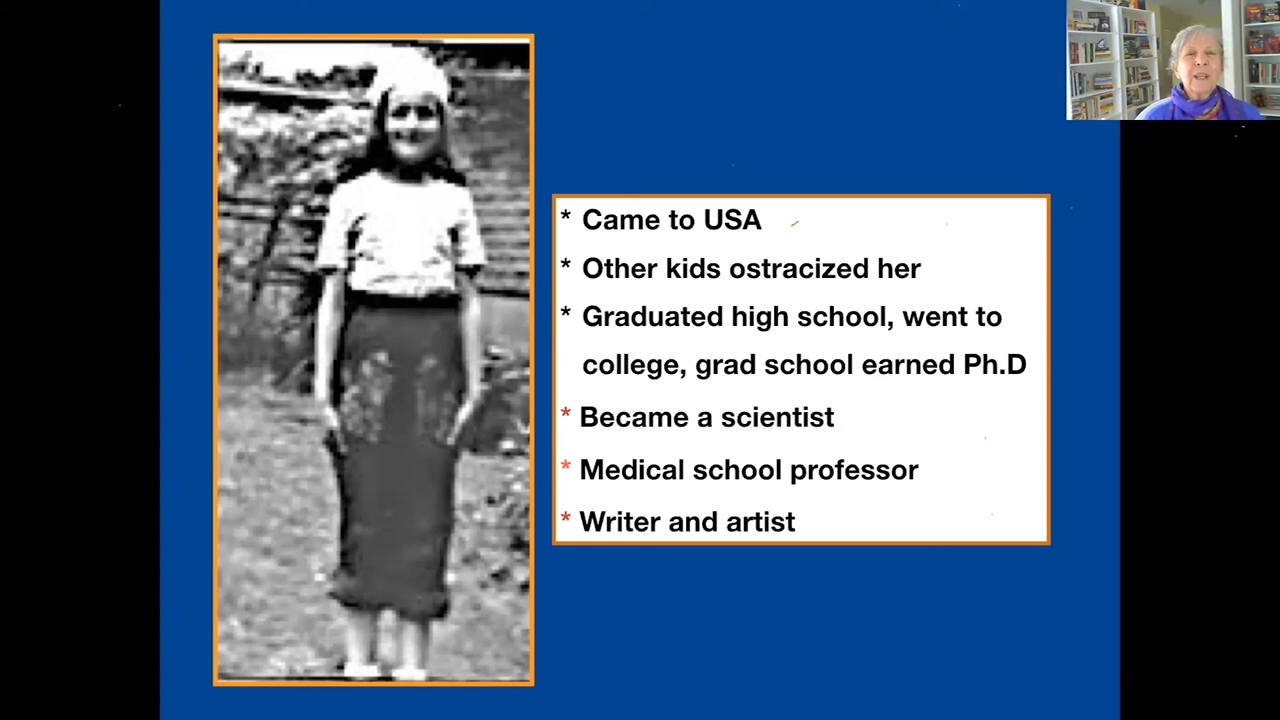 * Came to USA
* Other kids ostracized her
* Graduated high school, went to
college, grad school earned Ph.D
* Became a scientist
* Medical school professor
* Writer and artist